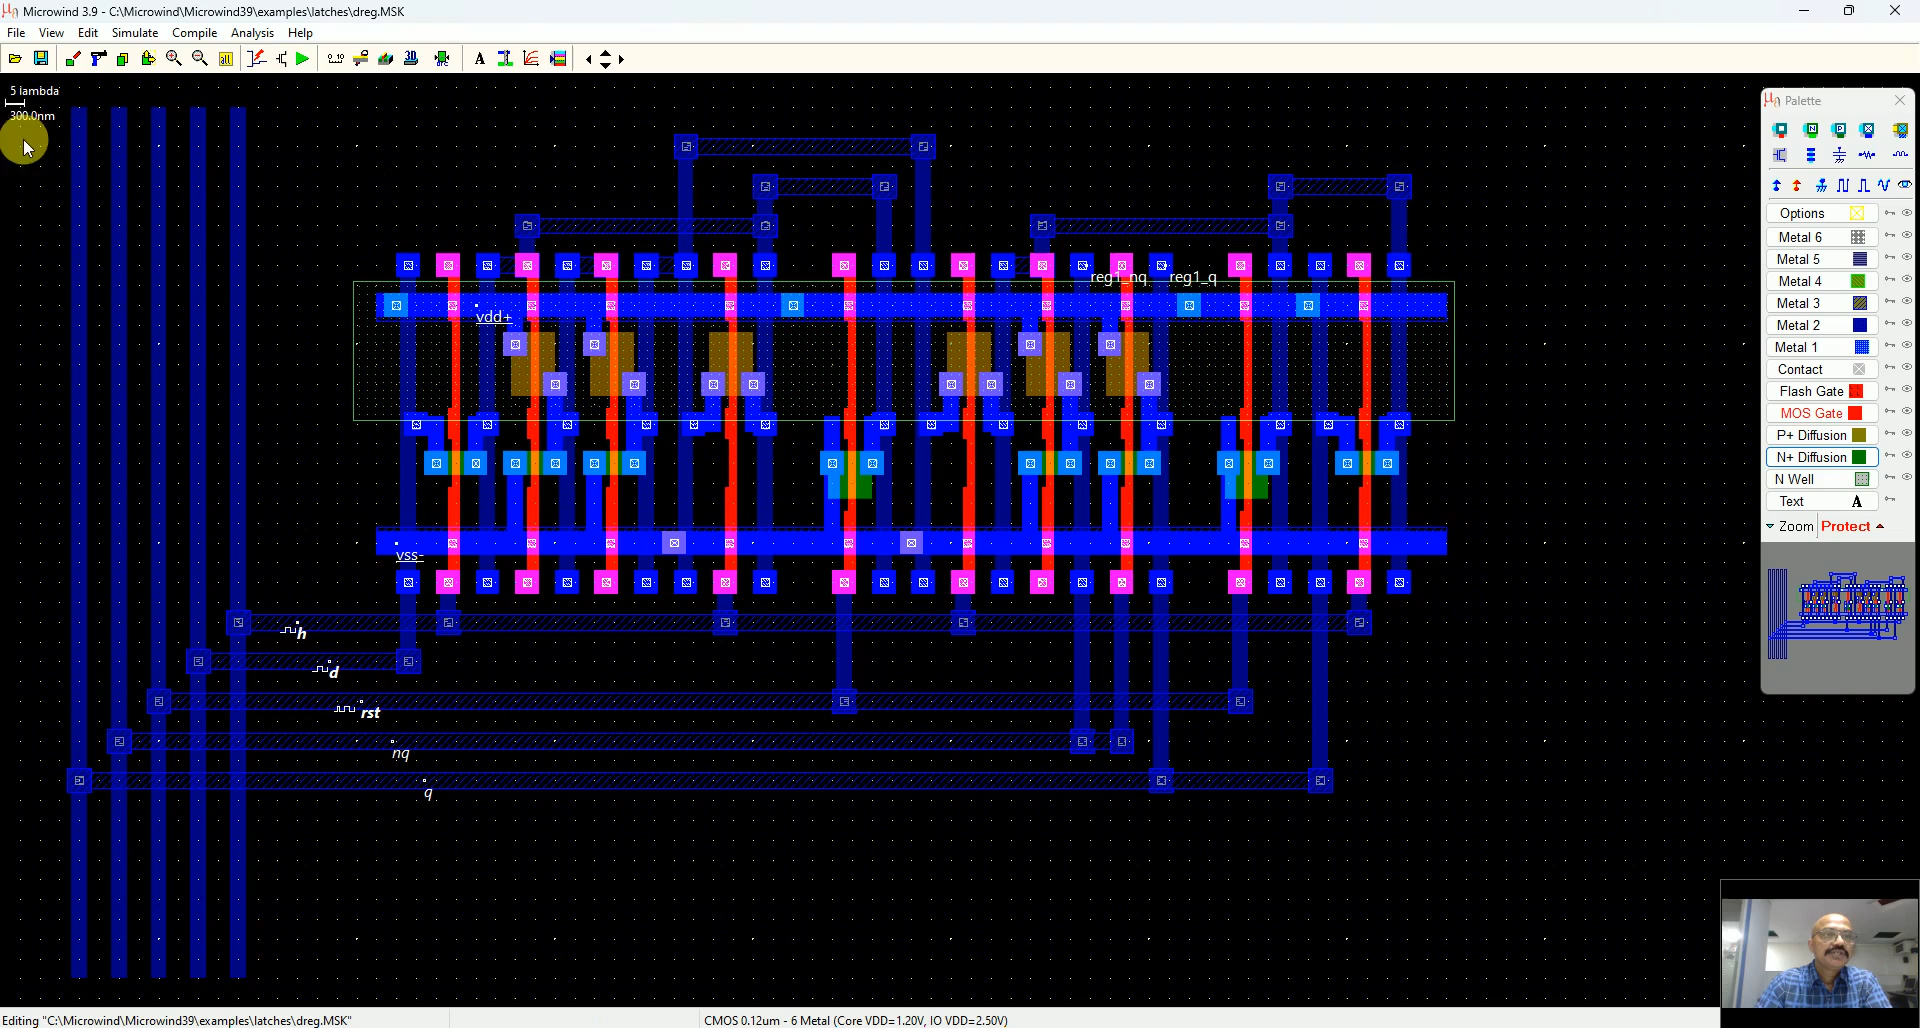 Microwind 3.9 - C:\Microwind\Microwind39\examples\latches\dreg.MSK
File View Edit Simulate Compile Analysis Help
5 lambda
300.0nm
reg1_nq reg1_q
vdd+
vss-
h
d
rst
nq
q
Palette
Options
Metal 6
Metal 5
Metal 4
Metal 3
Metal 2
Metal 1
Contact
Flash Gate
MOS Gate
P+ Diffusion
N+ Diffusion
N Well
Text A
Zoom Protect
Editing "C:\Microwind\Microwind39\examples\latches\dreg.MSK"
CMOS 0.12um - 6 Metal (Core VDD=1.20V, IO VDD=2.50V)